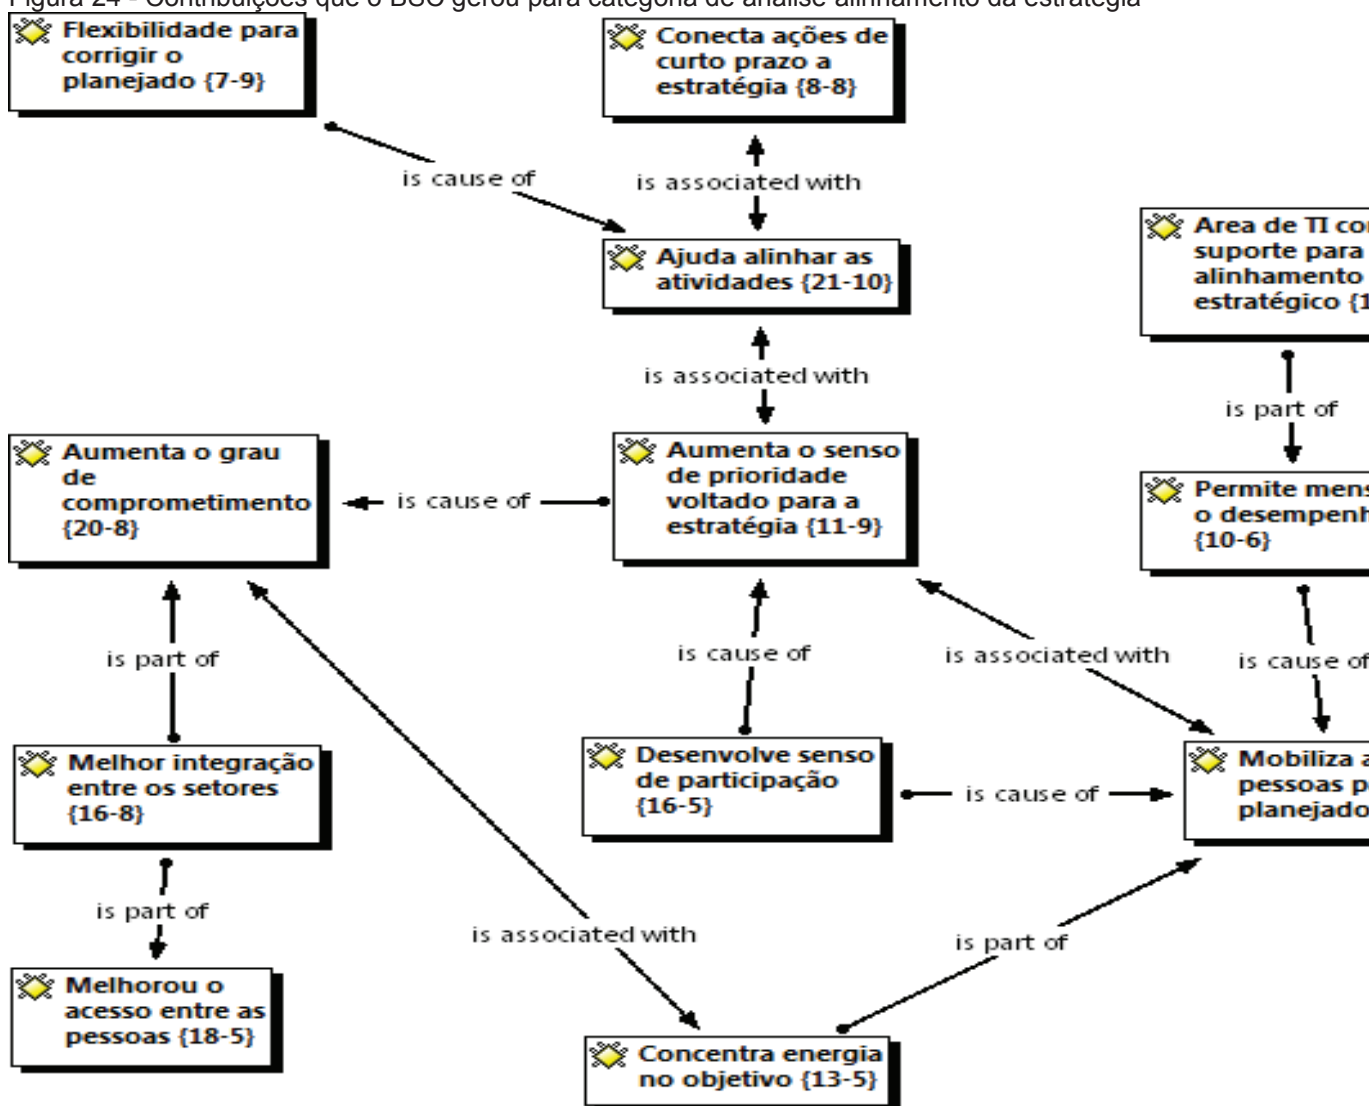 Figura 24 - Contribuições que o BSC gerou para categoria de análise alinhamento da estratégia
Flexibilidade para
corrigir o
planejado {7-9}
Conecta ações de
curto prazo a
estratégia {8-8}
is cause of
is associated with
Ajuda alinhar as
atividades {21-10}
Area de TI
suporte para
alinhamento
estratégico
is associated with
is part of
Aumenta o grau
de
comprometimento
{20-8}
is cause of
Aumenta o senso
de prioridade
voltado para a
estratégia {11-9}
Permite
o
{10-6}
is part of
is cause of
is associated with
is cause of
Melhor integração
entre os setores
{16-8}
Desenvolve senso
de participação
{16-5}
is cause of
Mobiliza
pessoas
planejado
is part of
is associated with
is part of
Melhorou o
acesso entre as
pessoas {18-5}
Concentra energia
no objetivo {13-5}